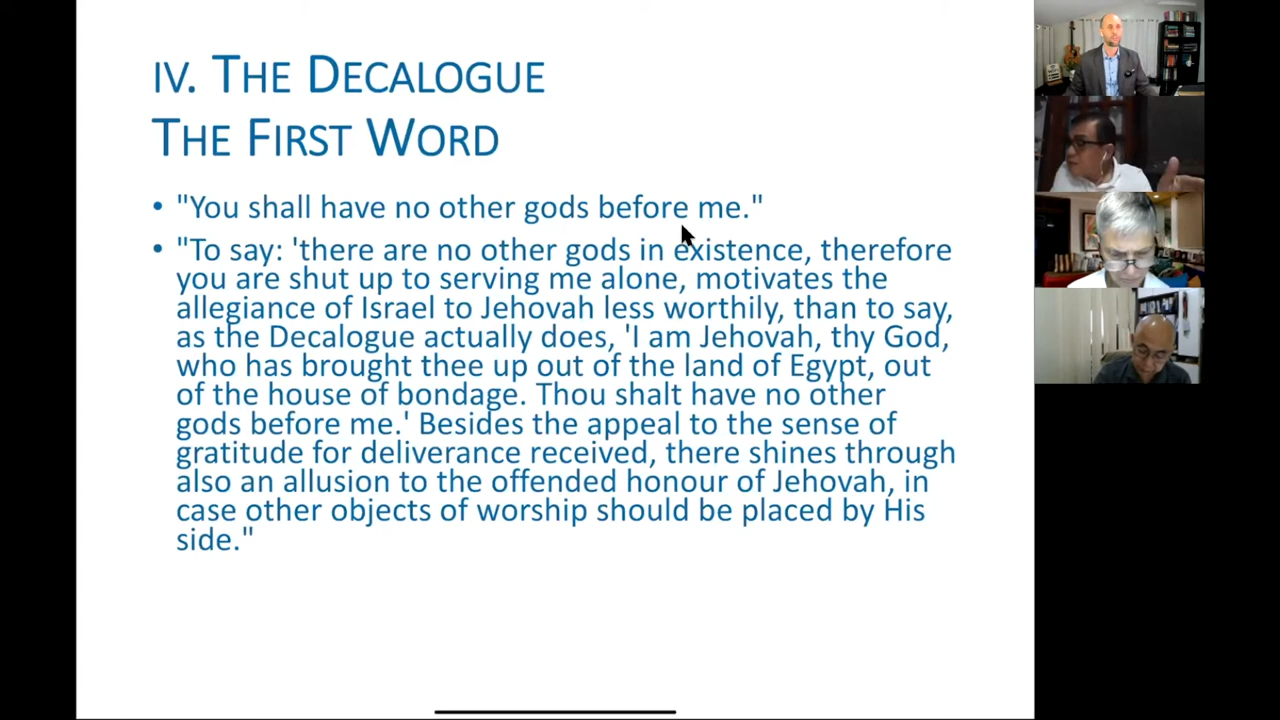 IV. THE DECALOGUE
THE FIRST WORD
• "You shall have no other gods before me."
• "To say: 'there are no other gods in existence, therefore
you are shut up to serving me alone, motivates the
allegiance of Israel to Jehovah less worthily, than to say,
as the Decalogue actually does, 'I am Jehovah, thy God,
who has brought thee up out of the land of Egypt, out
of the house of bondage. Thou shalt have no other
gods before me.' Besides the appeal to the sense of
gratitude for deliverance received, there shines through
also an allusion to the offended honour of Jehovah, in
case other objects of worship should be placed by His
side."